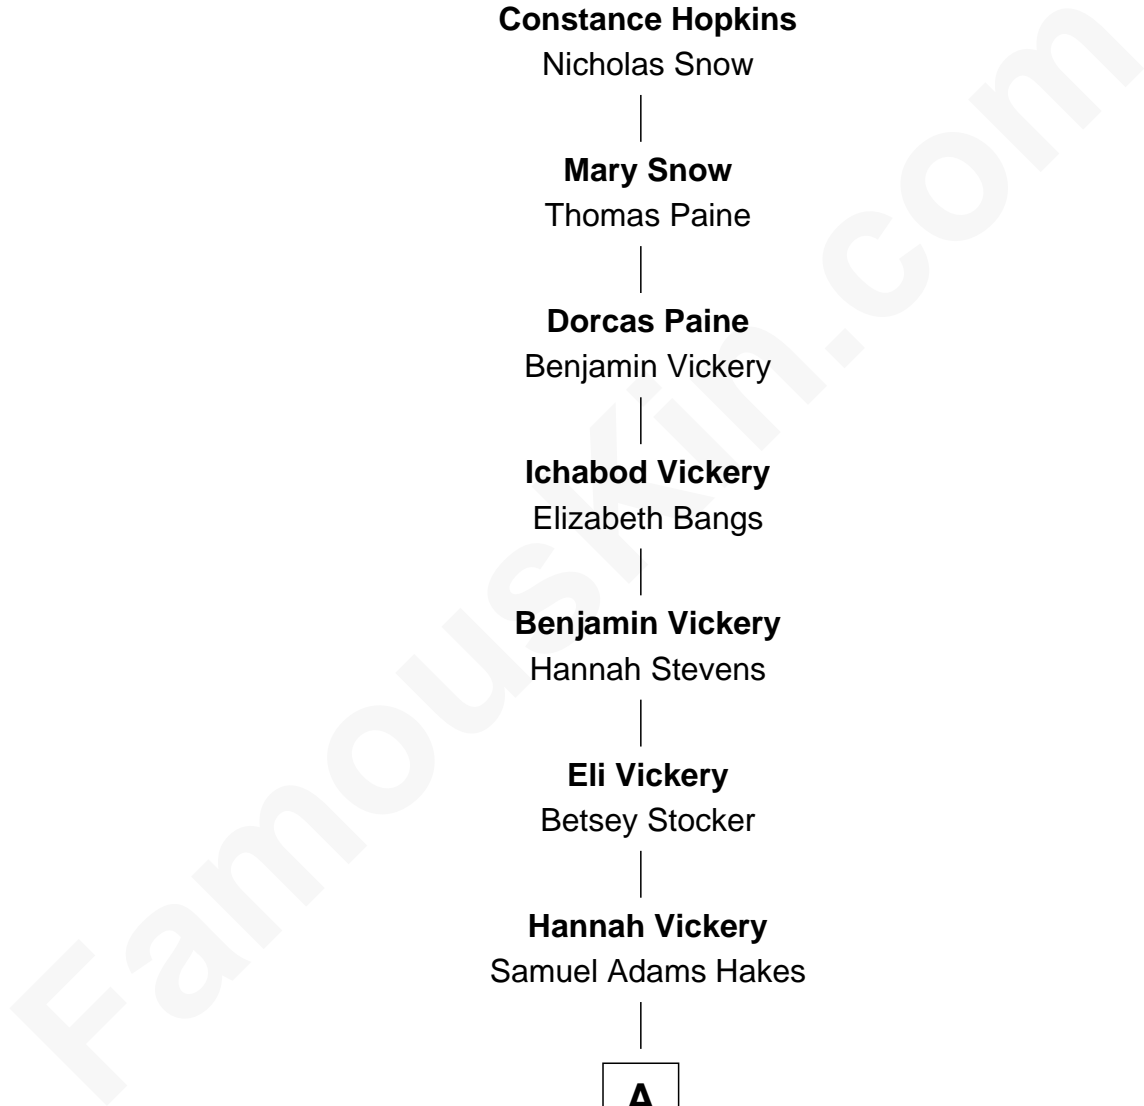 Constance Hopkins
Nicholas Snow
Mary Snow
Thomas Paine
Dorcas Paine
Benjamin Vickery
Ichabod Vickery
Elizabeth Bangs
Benjamin Vickery
Hannah Stevens
Eli Vickery
Betsey Stocker
Hannah Vickery
Samuel Adams Hakes
A
FamousKin.com